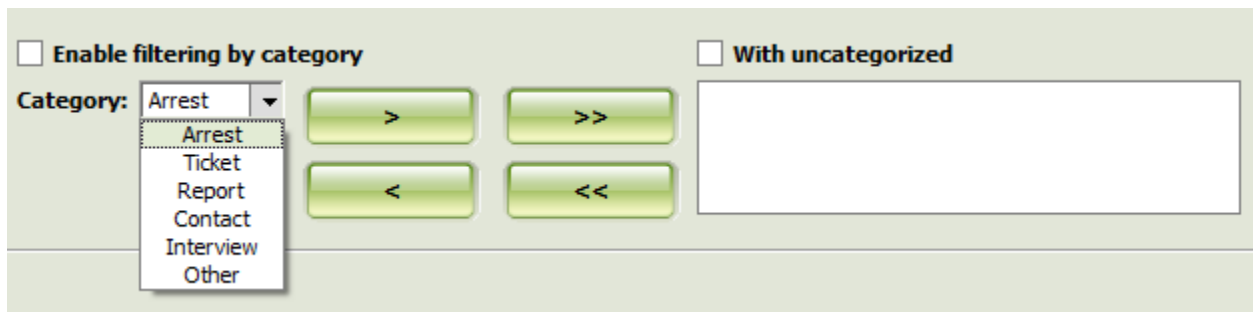 Enable filtering by category
With uncategorized
Category: Arrest
> >>
Arrest
Ticket
Report
< <<
Contact
Interview
Other